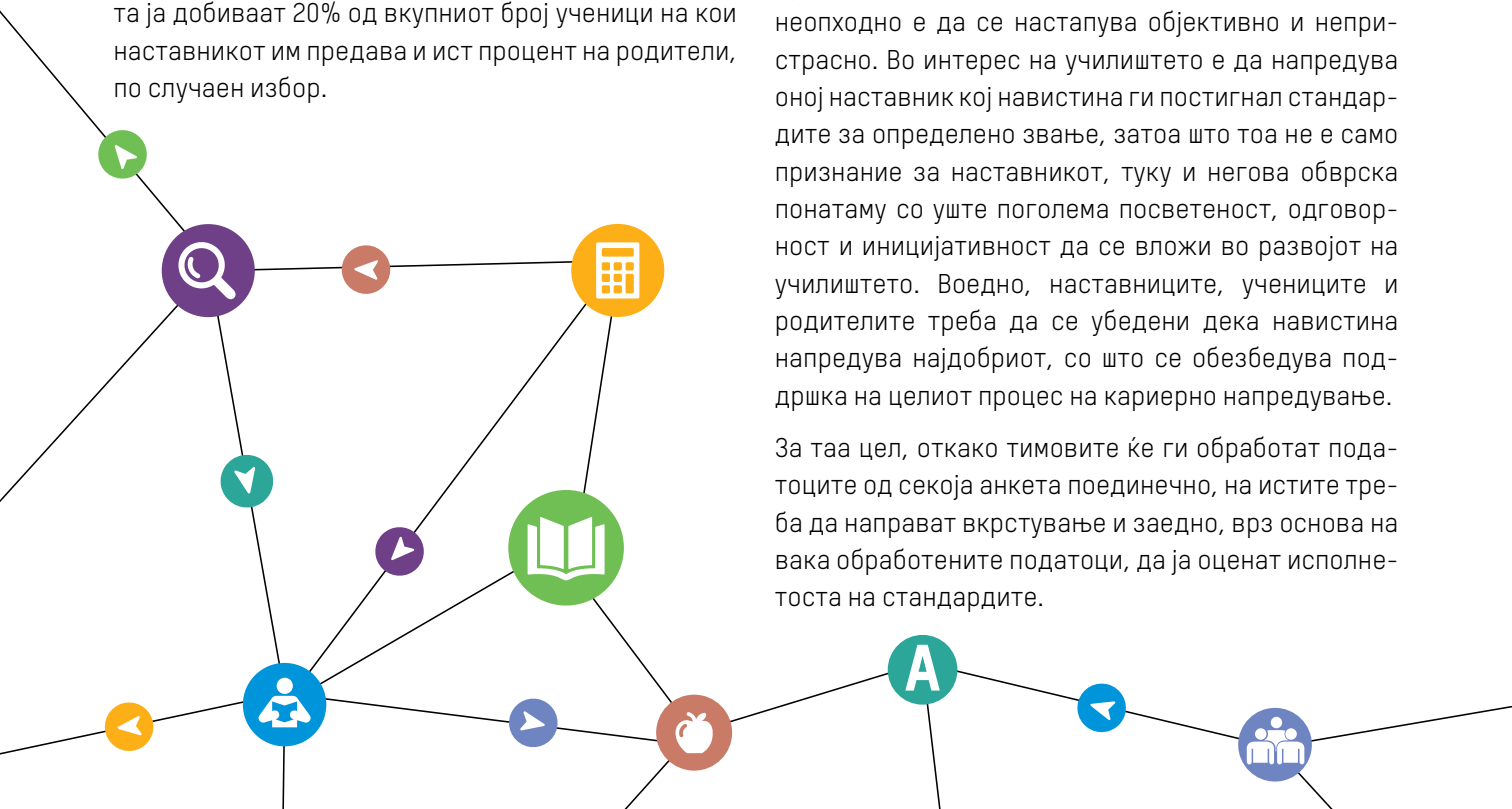 та ја добиваат 20% од вкупниот број ученици на кои
наставникот им предава и ист процент на родители,
по случаен избор.
неопходно е да се настапува објективно и непри-
страсно. Во интерес на училиштето е да напредува
оној наставник кој навистина ги постигнал стандар-
дите за определено звање, затоа што тоа не е само
признание за наставникот, туку и негова обврска
понатаму со уште поголема посветеност, одговор-
ност и иницијативност да се вложи во развојот на
училиштето. Воедно, наставниците, учениците и
родителите треба да се убедени дека навистина
напредува најдобриот, со што се обезбедува под-
дршка на целиот процес на кариерно напредување.
За таа цел, откако тимовите ќе ги обработат пода-
тоците од секоја анкета поединечно, на истите тре-
ба да направат вкрстување и заедно, врз основа на
вака обработените податоци, да ја оценат исполне-
тоста на стандардите.
A